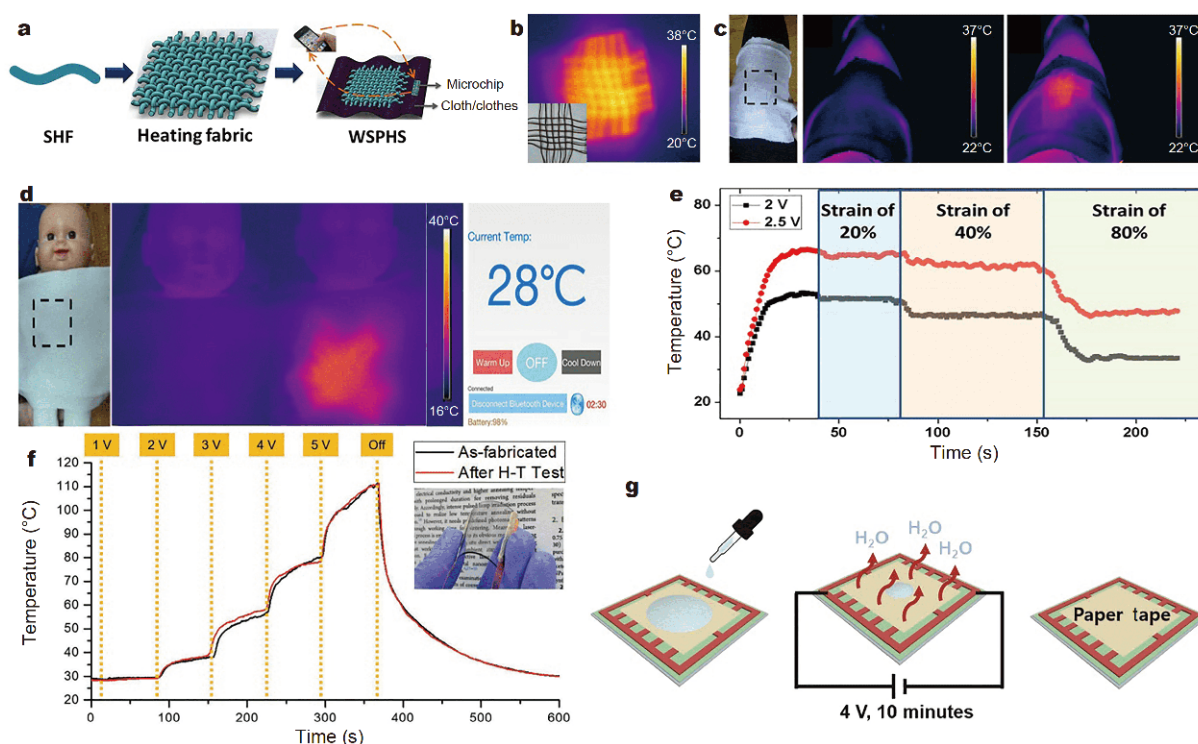 a
SHF
Heating fabric
WSPHS
Microchip
Cloth/clothes
b
38°C
20°C
c
37°C
22°C
37°C
22°C
d
40°C
16°C
Current Temp:
28°C
Warm Up
OFF
Cool Down
Connected
Disconnect Bluetooth Device
02:30
Battery:98%
e
2 V
2.5 V
Strain of
20%
Strain of
40%
Strain of
80%
Temperature (°C)
80
60
40
20
0
50
100
150
200
Time (s)
f
1 V
2 V
3 V
4 V
5 V
Off
As-fabricated
After H-T Test
Temperature (°C)
120
110
100
90
80
70
60
50
40
30
20
0
100
200
300
400
500
600
Time (s)
g
H₂O
H₂O
H₂O
4 V, 10 minutes
Paper tape